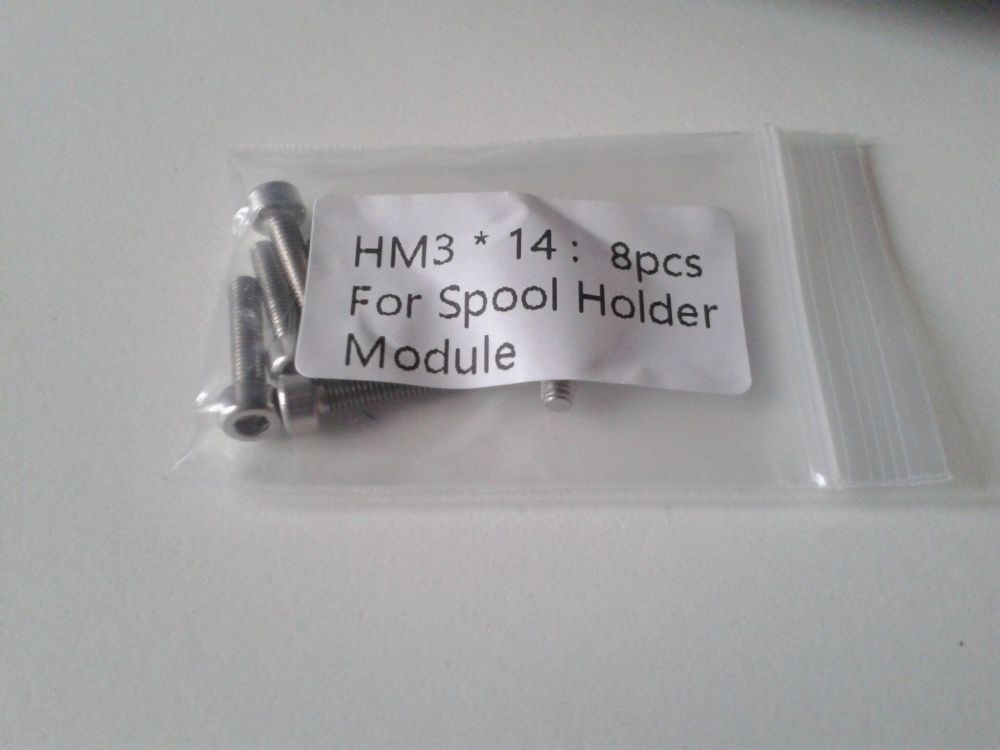 HM3 * 14 : 8pcs
For Spool Holder
Module